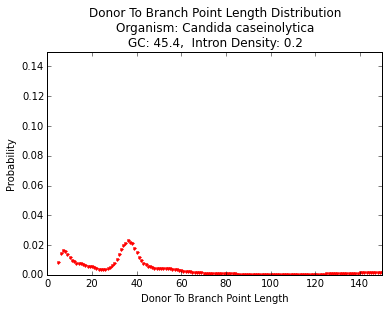 Donor To Branch Point Length Distribution
Organism: Candida caseinolytica
GC: 45.4,  Intron Density: 0.2
0.14
0.12
0.10
0.08
0.06
0.04
0.02
0.00
Probability
0 20 40 60 80 100 120 140
Donor To Branch Point Length